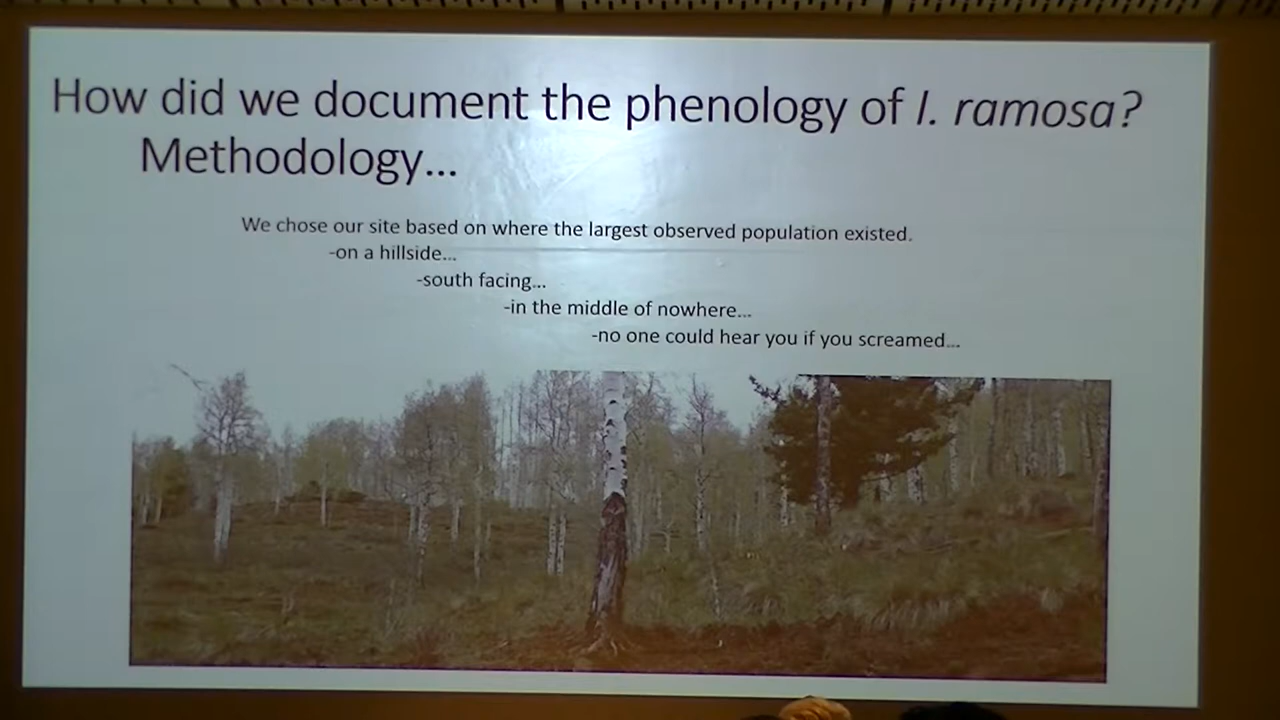 How did we document the phenology of I. ramosa?
Methodology...
We chose our site based on where the largest observed population existed.
-on a hillside...
-south facing...
-in the middle of nowhere...
-no one could hear you if you screamed...